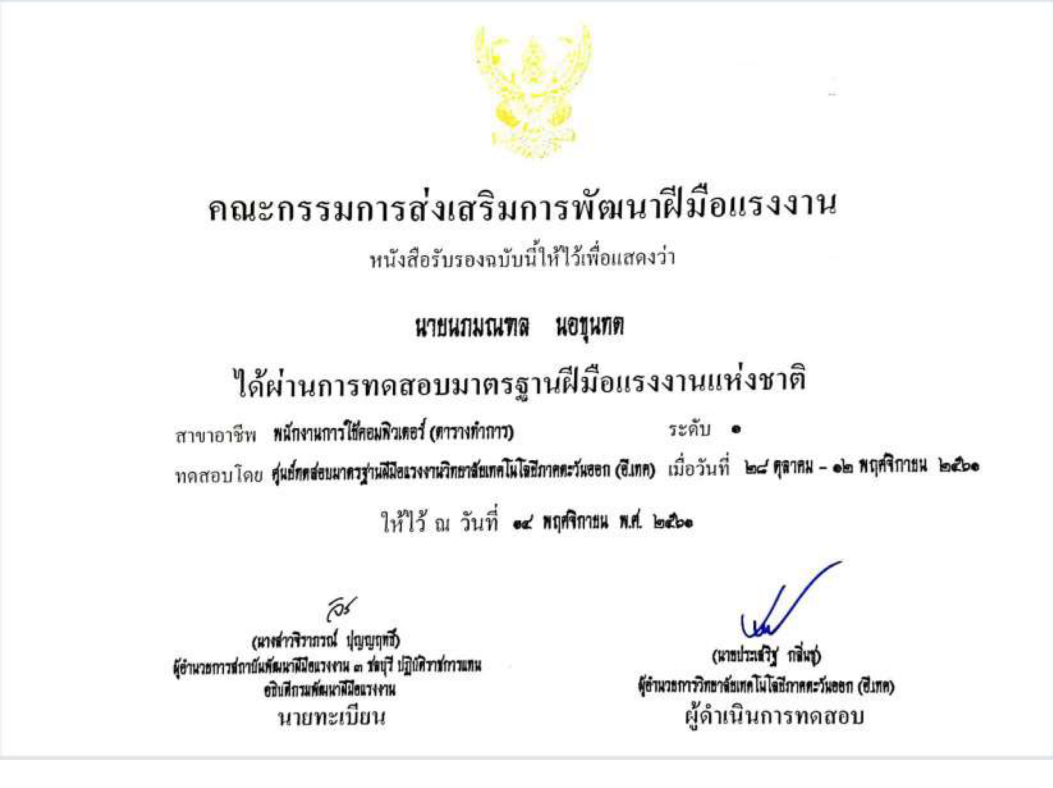 คณะกรรมการส่งเสริมการพัฒนาฝีมือแรงงาน
หนังสือรับรองฉบับนี้ให้ไว้เพื่อแสดงว่า
นายนภมณฑล นอขุนทด
ได้ผ่านการทดสอบมาตรฐานฝีมือแรงงานแห่งชาติ
สาขาอาชีพ พนักงานการใช้คอมพิวเตอร์ (ตารางทำการ) ระดับ ๑
ทดสอบโดย ศูนย์ทดสอบมาตรฐานฝีมือแรงงานวิทยาลัยเทคโนโลยีภาคตะวันออก (อี.เทค) เมื่อวันที่ ๒๘ ตุลาคม - ๑๒ พฤศจิกายน ๒๕๖๑
ให้ไว้ ณ วันที่ ๑๔ พฤศจิกายน พ.ศ. ๒๕๖๑
(นางสาวจิราภรณ์ ปุญญฤทธิ์)
ผู้อำนวยการสถาบันพัฒนาฝีมือแรงงาน ๓ ชลบุรี ปฏิบัติราชการแทน
อธิบดีกรมพัฒนาฝีมือแรงงาน
นายทะเบียน
(นายประเสริฐ กลิ่นชู)
ผู้อำนวยการวิทยาลัยเทคโนโลยีภาคตะวันออก (อี.เทค)
ผู้ดำเนินการทดสอบ